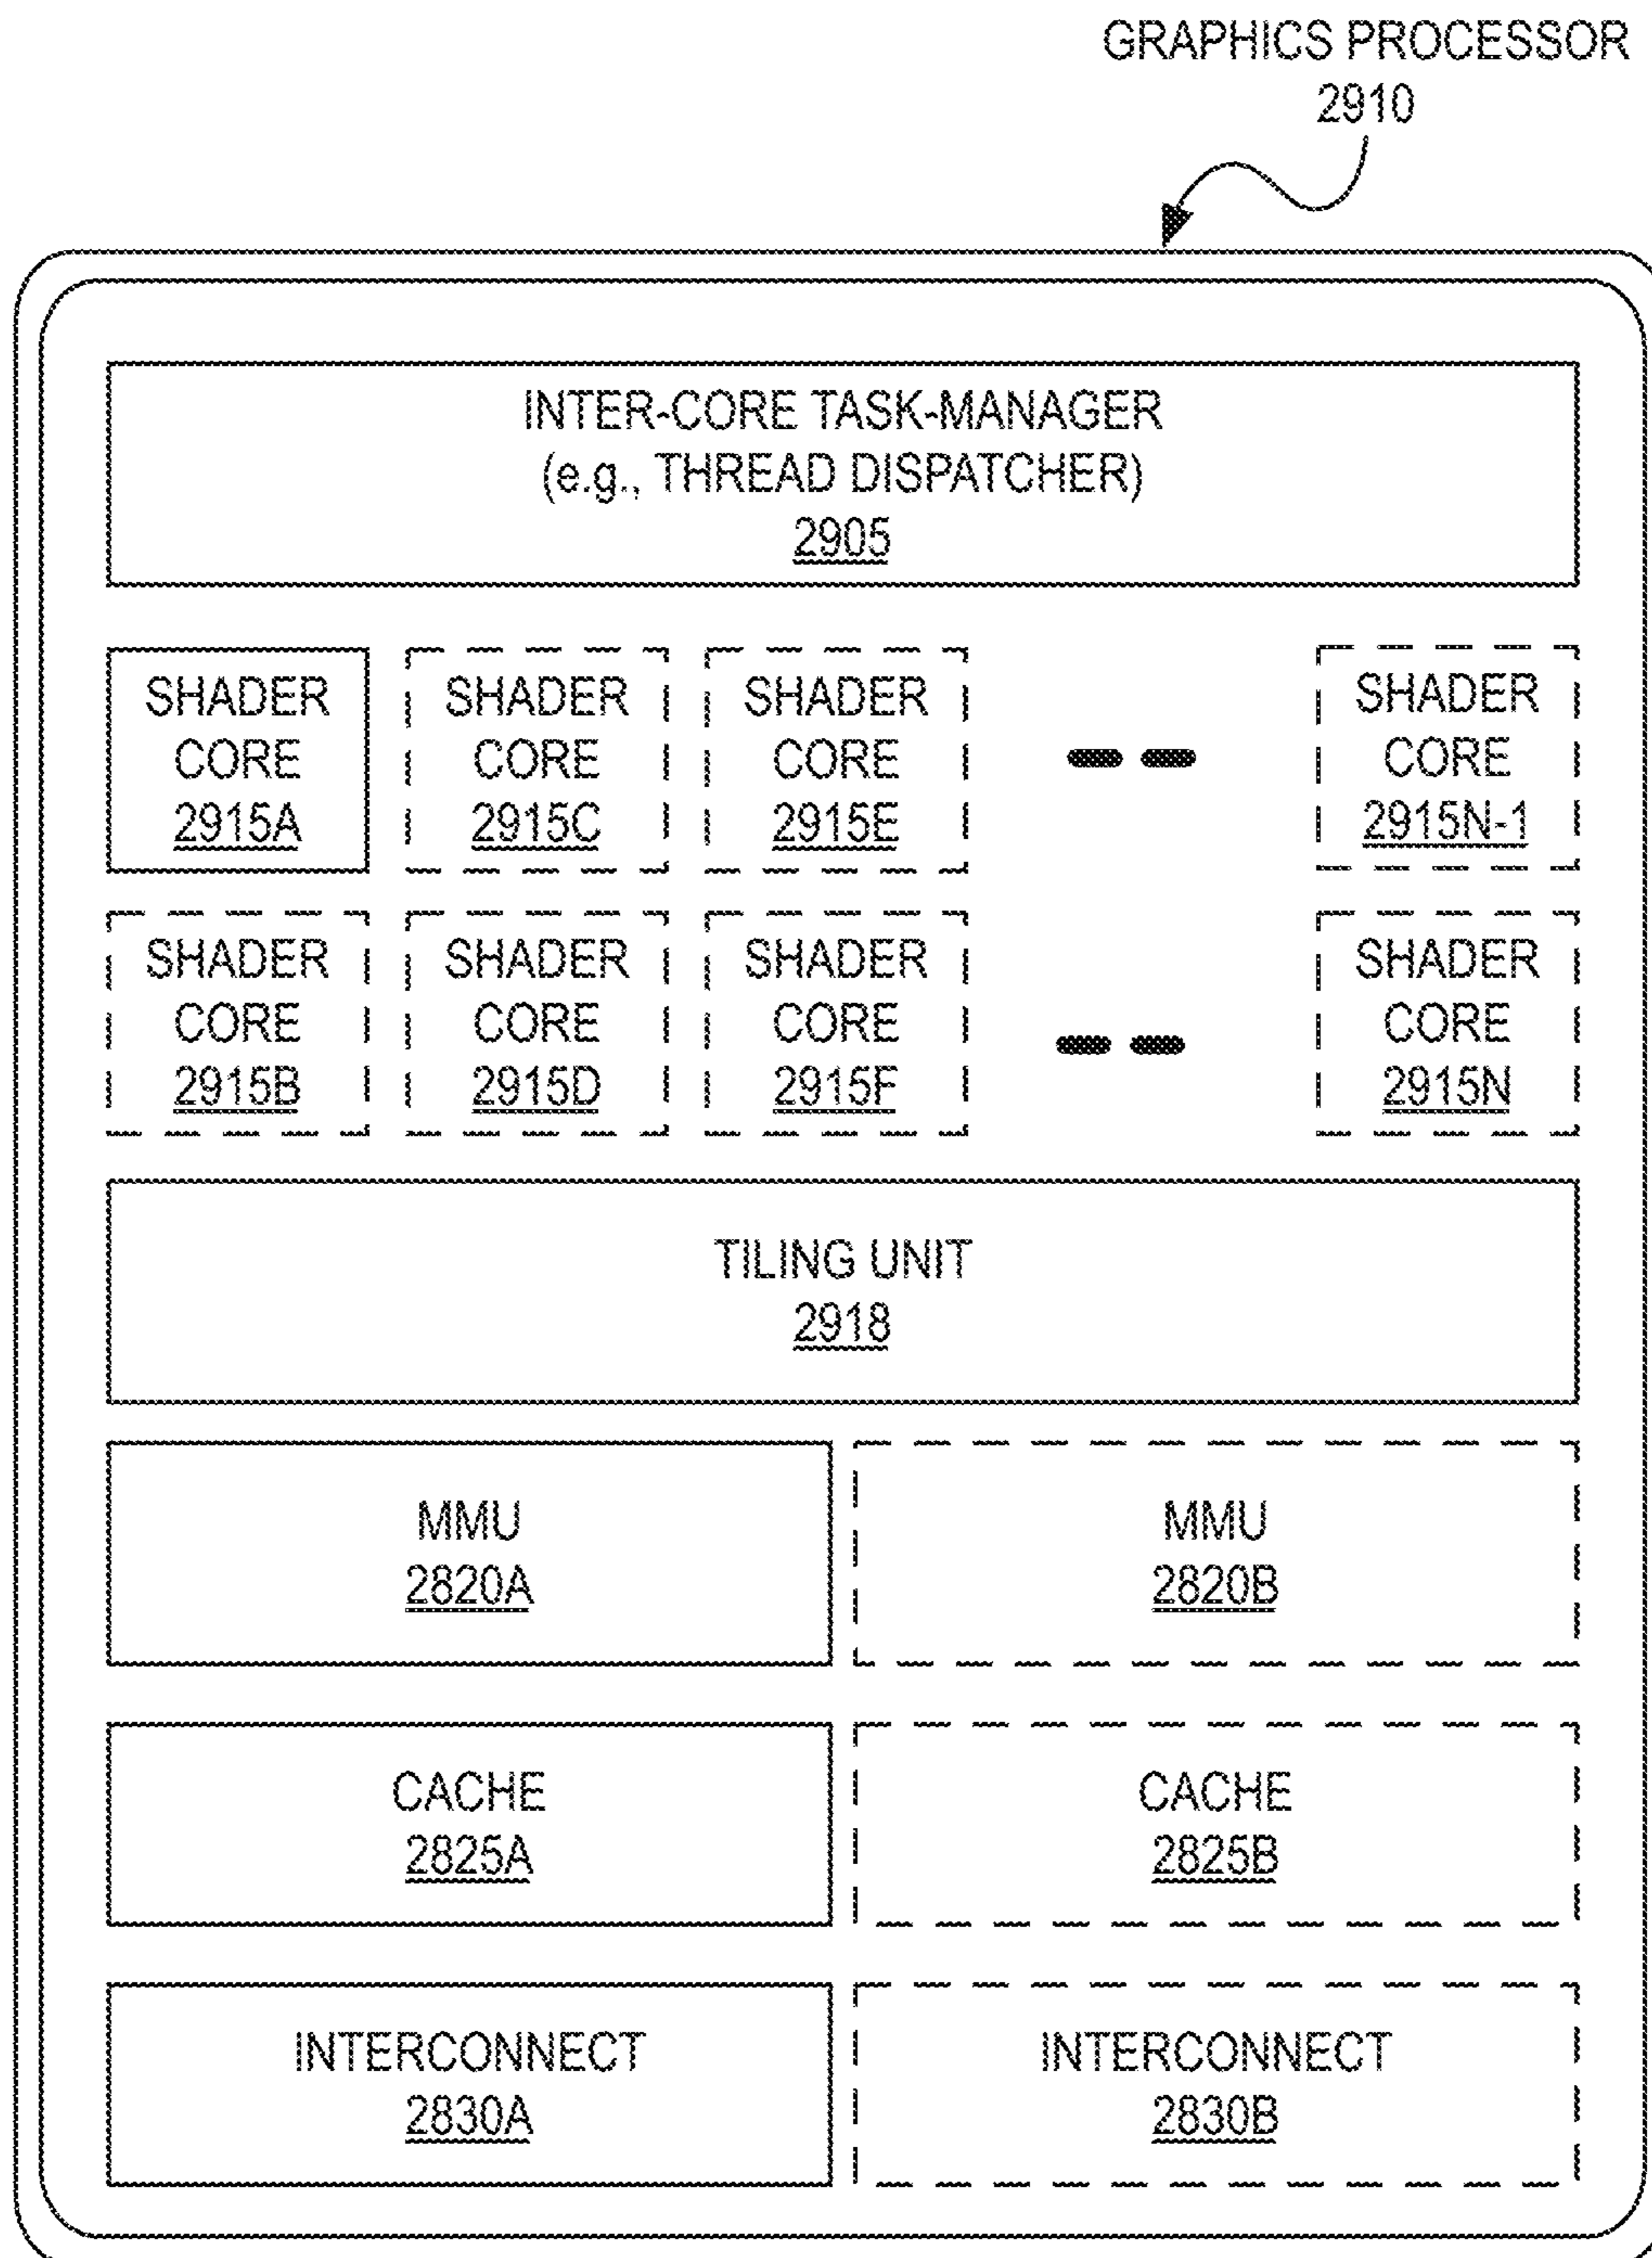 GRAPHICS PROCESSOR
2910
INTER-CORE TASK-MANAGER
(e.g., THREAD DISPATCHER)
2905
SHADER
CORE
2915A
SHADER
CORE
2915C
SHADER
CORE
2915E
SHADER
CORE
2915N-1
SHADER
CORE
2915B
SHADER
CORE
2915D
SHADER
CORE
2915F
SHADER
CORE
2915N
TILING UNIT
2918
MMU
2820A
MMU
2820B
CACHE
2825A
CACHE
2825B
INTERCONNECT
2830A
INTERCONNECT
2830B